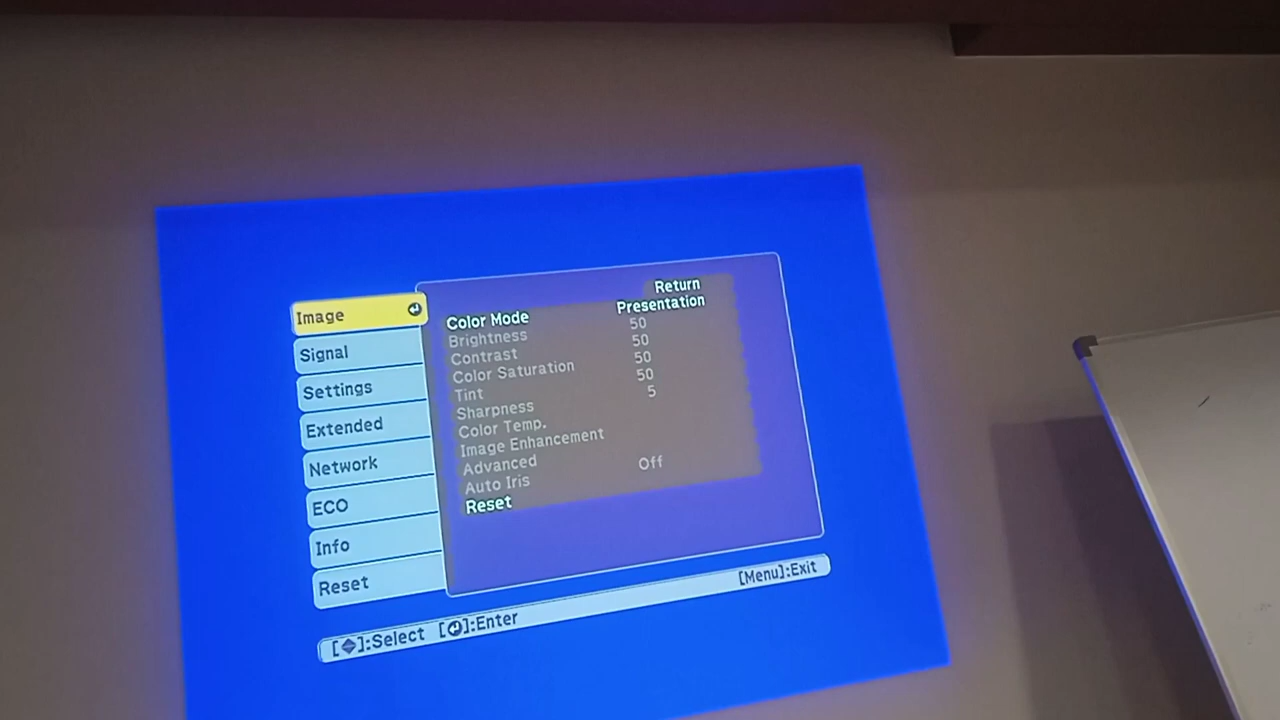 Image
Signal
Settings
Extended
Network
ECO
Info
Reset
Return
Color Mode Presentation
Brightness 50
Contrast 50
Color Saturation 50
Tint 50
Sharpness 5
Color Temp.
Image Enhancement
Advanced
Auto Iris Off
Reset
[Menu]:Exit
[◆]:Select [↵]:Enter